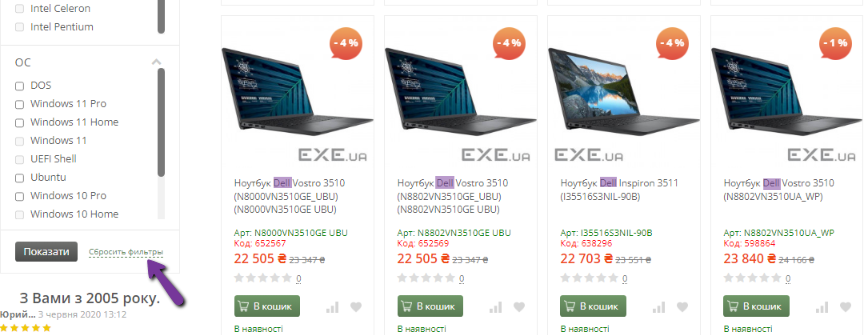 Intel Celeron
Intel Pentium
ОС
DOS
Windows 11 Pro
Windows 11 Home
Windows 11
UEFI Shell
Ubuntu
Windows 10 Pro
Windows 10 Home
Показати
Сбросить фильтры
З Вами з 2005 року.
Юрий... 3 червня 2020 13:12
- 4 %
EXE.UA
Ноутбук Dell Vostro 3510
(N8000VN3510GE_UBU)
(N8000VN3510GE UBU)
Арт: N8000VN3510GE UBU
Код: 652567
22 505 ₴ 23 347 ₴
0
В кошик
В наявності
- 4 %
EXE.UA
Ноутбук Dell Vostro 3510
(N8802VN3510GE_UBU)
(N8802VN3510GE UBU)
Арт: N8802VN3510GE UBU
Код: 652569
22 505 ₴ 23 347 ₴
0
В кошик
В наявності
- 4 %
EXE.UA
Ноутбук Dell Inspiron 3511
(I35516S3NIL-90B)
Арт: I35516S3NIL-90B
Код: 638296
22 703 ₴ 23 551 ₴
0
В кошик
В наявності
- 1 %
EXE.UA
Ноутбук Dell Vostro 3510
(N8802VN3510UA_WP)
Арт: N8802VN3510UA_WP
Код: 598864
23 840 ₴ 24 166 ₴
0
В кошик
В наявності